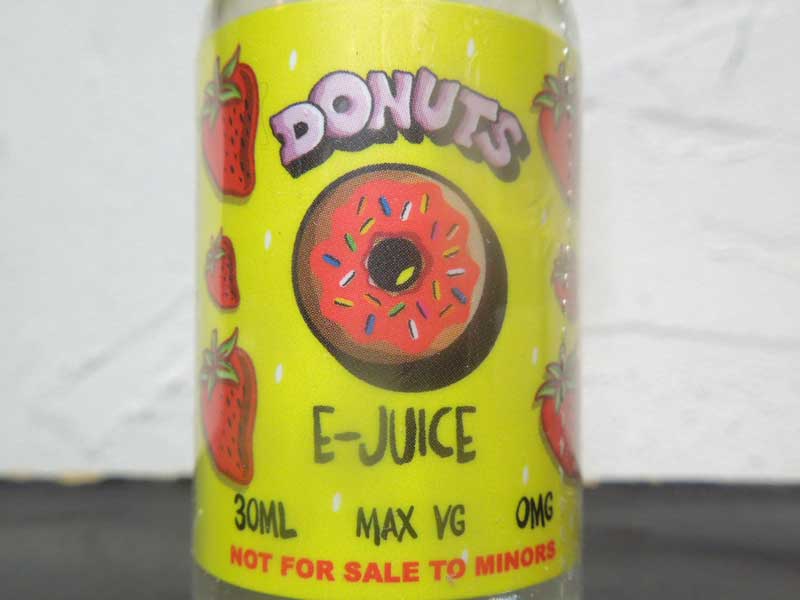 DONUTS
E-JUICE
30ML MAX VG 0MG
NOT FOR SALE TO MINORS